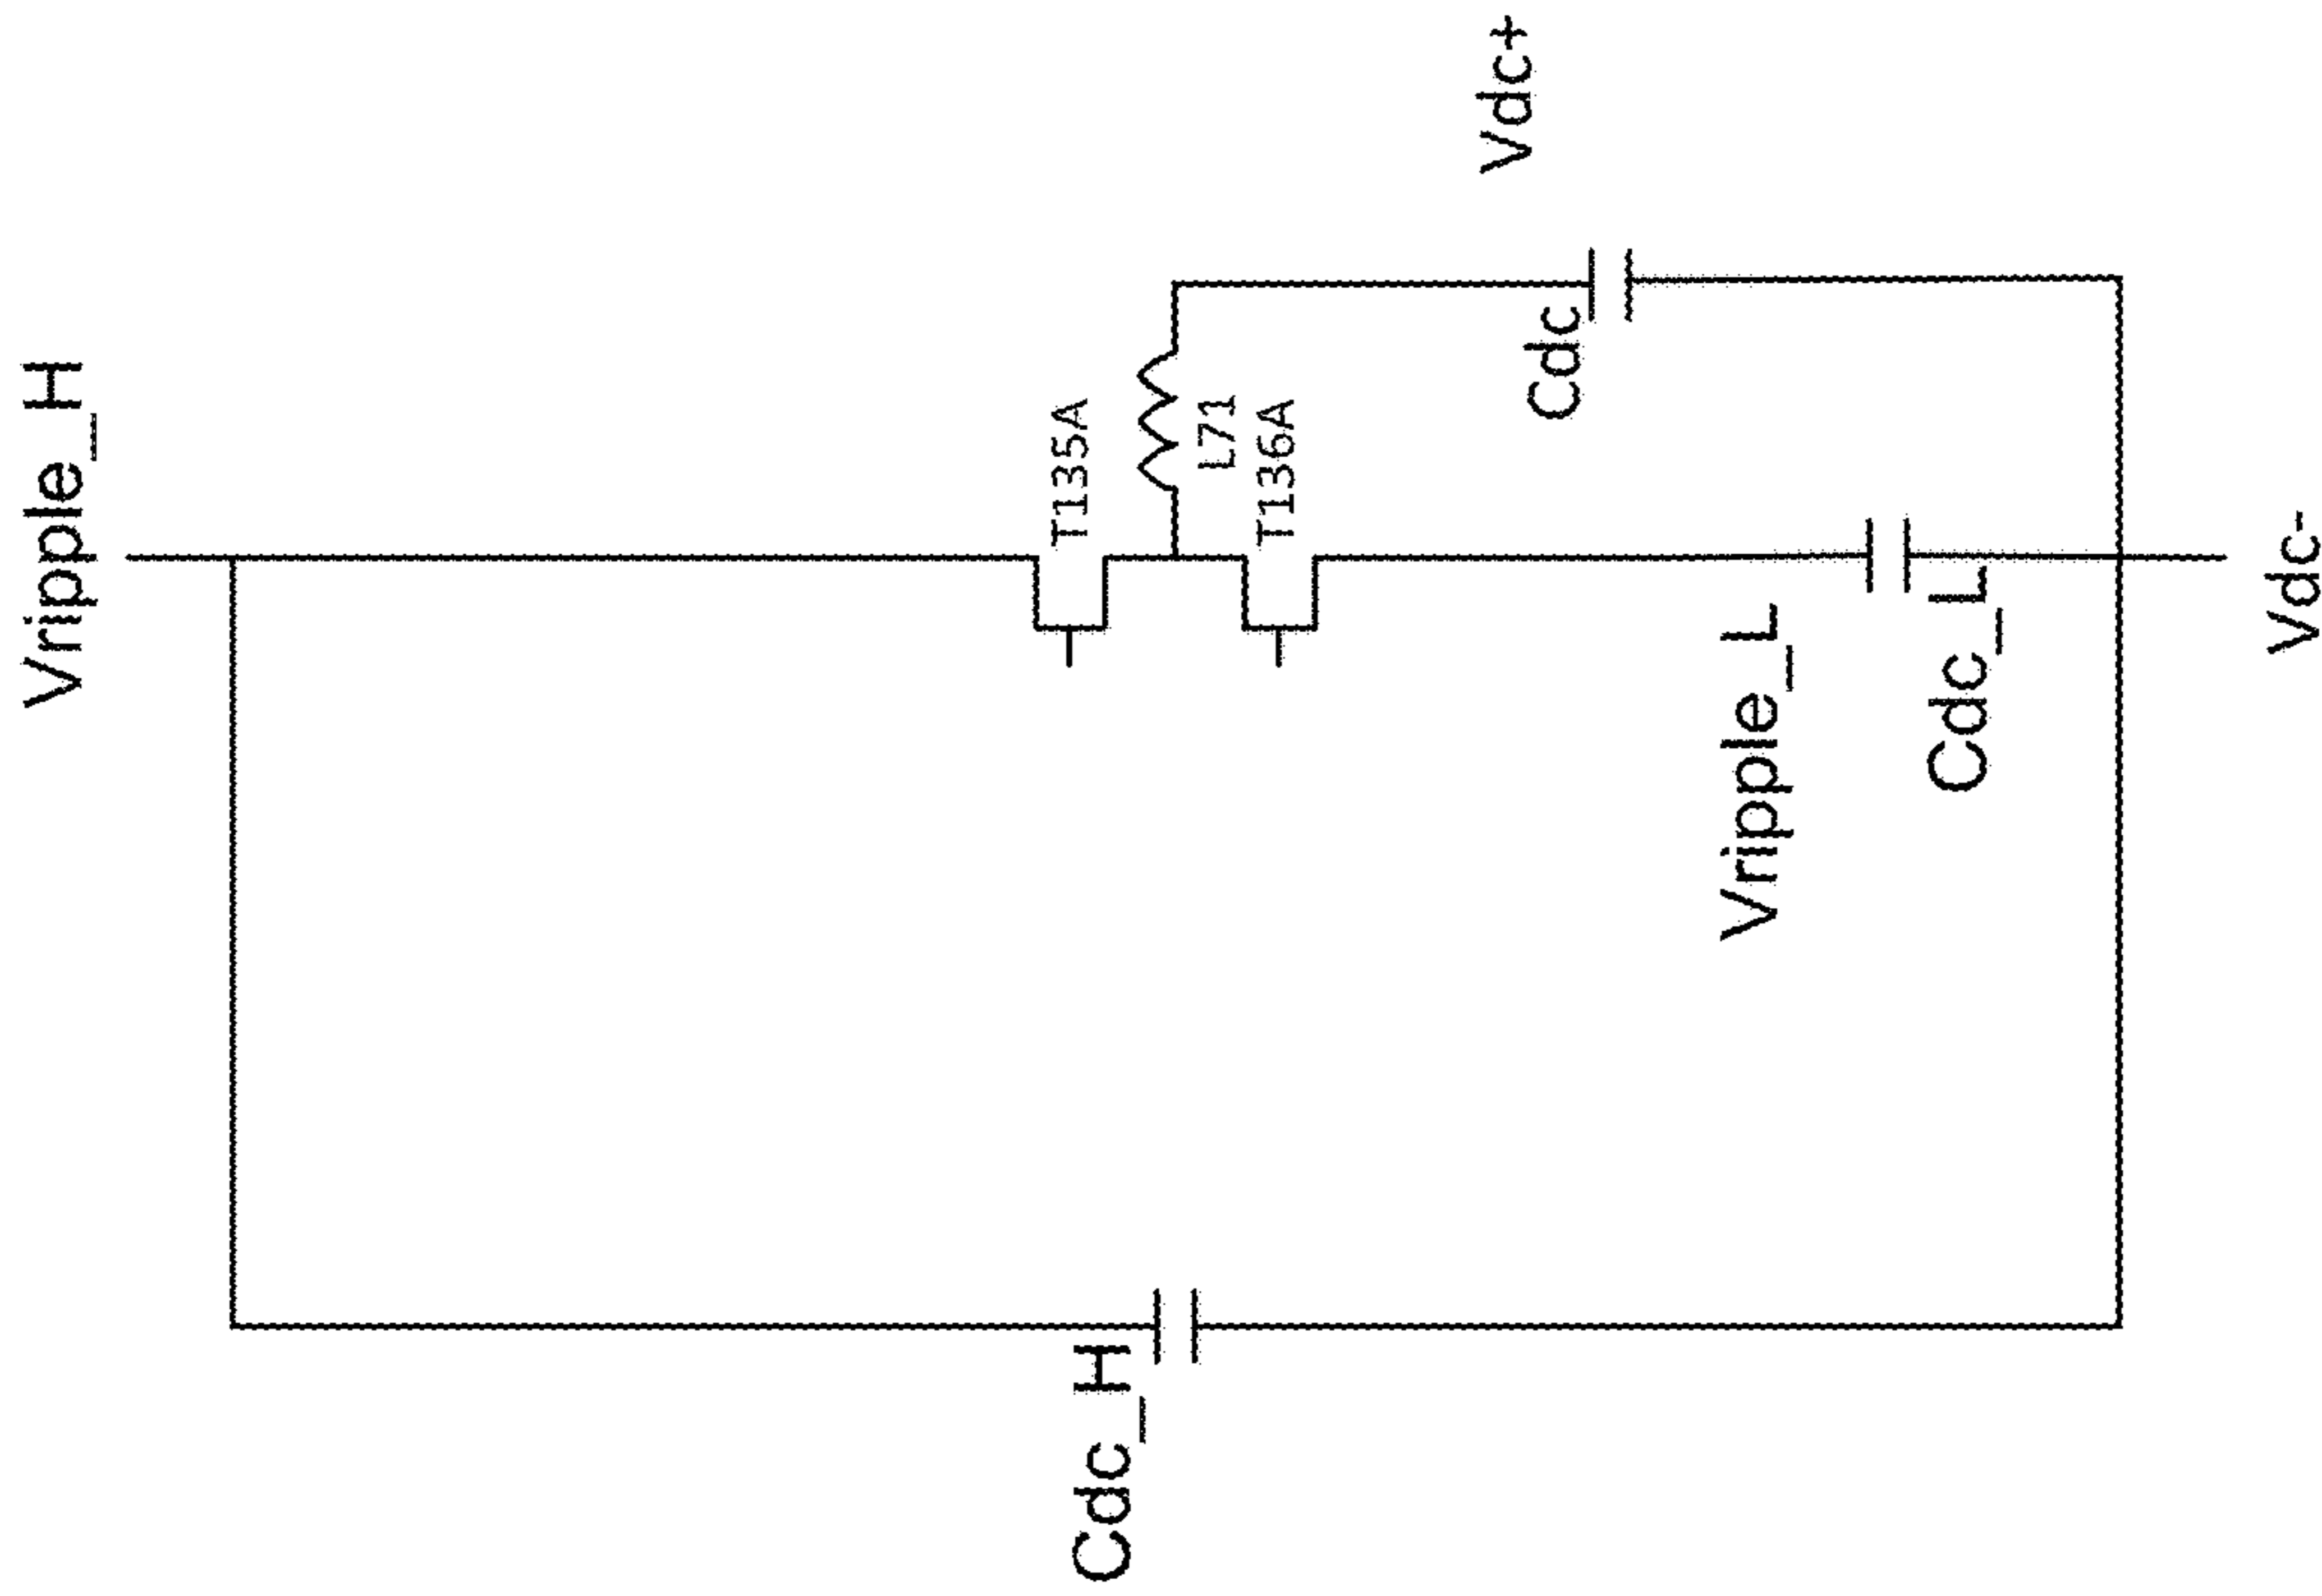 Vripple_H
Vdc+
T135A
L71
T136A
Cdc
Vripple_L
Cdc_L
Vdc-
Cdc_H